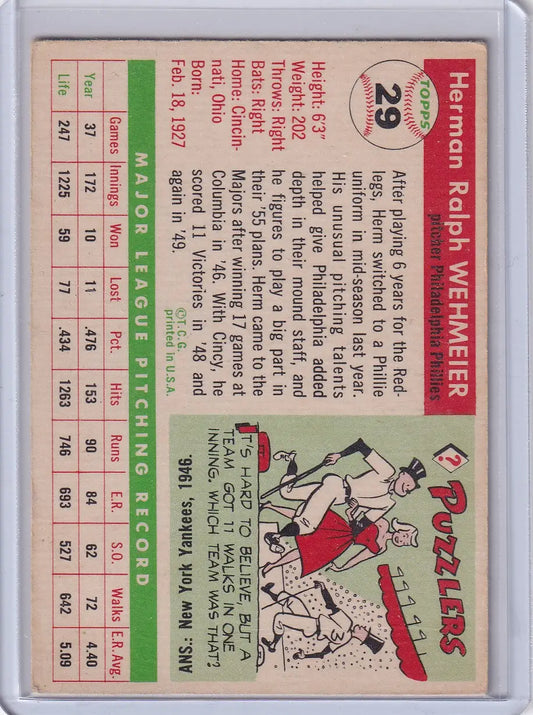 TOPPS
29
Herman Ralph WEHMEIER
pitcher Philadelphia Phillies
Height: 6'3"
Weight: 202
Throws: Right
Bats: Right
Home: Cincin-
nati, Ohio
Born:
Feb. 18, 1927
After playing 6 years for the Red-
legs, Herm switched to a Phillie
uniform in mid-season last year.
His unusual pitching talents
helped give Philadelphia added
depth in their mound staff, and
he figures to play a big part in
their '55 plans. Herm came to the
Majors after winning 17 games at
Columbia in '46. With Cincy, he
scored 11 Victories in '48 and
again in '49.
©T.C.G.
printed in U.S.A.
?
PUZZLERS
IT'S HARD TO BELIEVE, BUT A
TEAM GOT 11 WALKS IN ONE
INNING. WHICH TEAM WAS THAT?
ANS.: New York Yankees, 1946.
MAJOR LEAGUE PITCHING RECORD
Games Innings Won Lost Pct. Hits Runs E.R. S.O. Walks E.R.Avg.
Year 37 172 10 11 .476 153 90 84 62 72 4.40
Life 247 1225 59 77 .434 1263 746 693 527 642 5.09